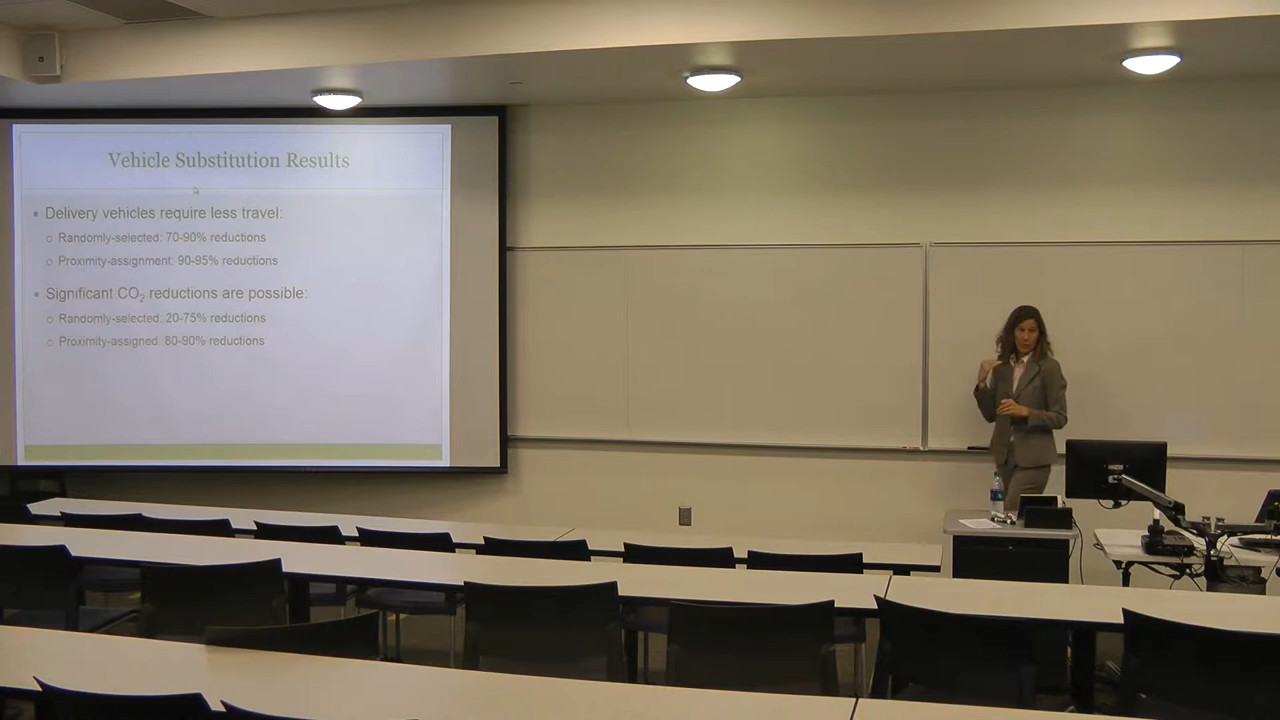 Vehicle Substitution Results
Delivery vehicles require less travel:
Randomly-selected: 70-90% reductions
Proximity-assignment: 90-95% reductions
Significant CO₂ reductions are possible:
Randomly-selected: 20-75% reductions
Proximity-assigned: 80-90% reductions